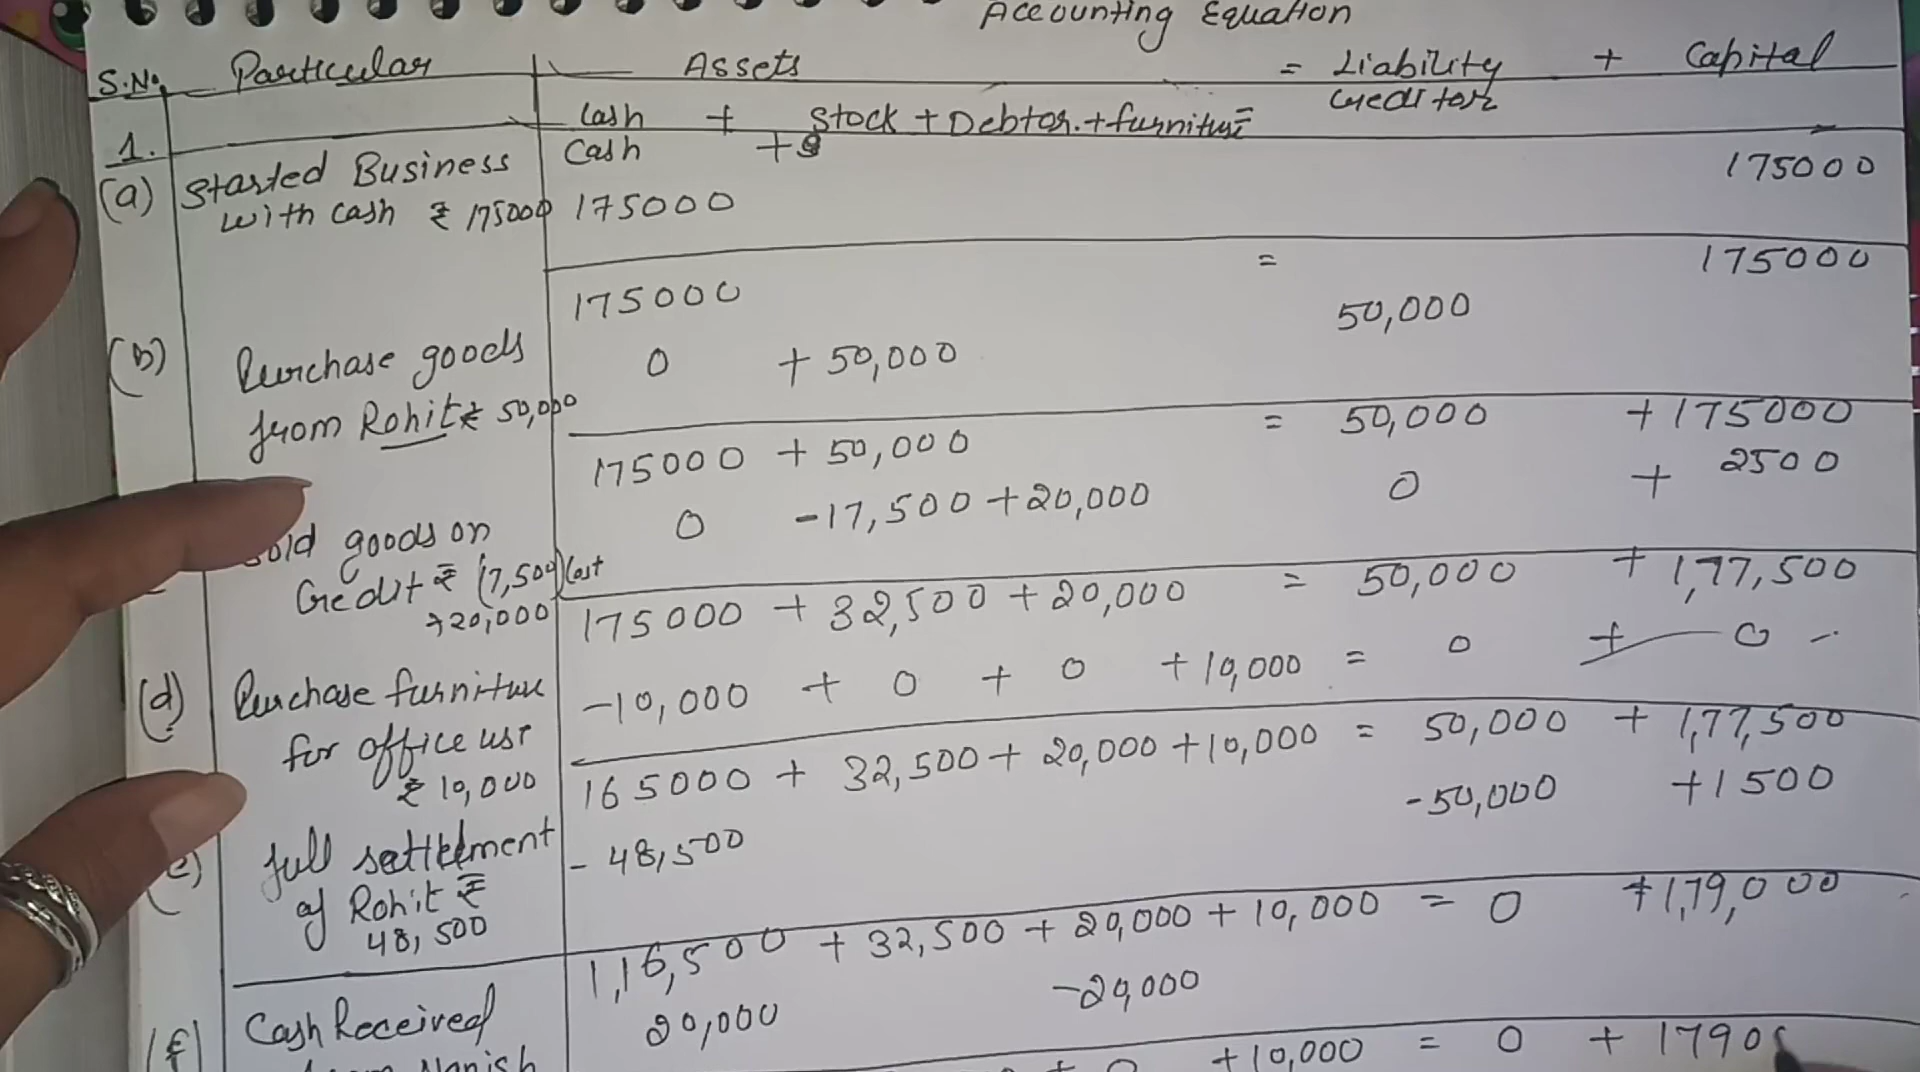 Accounting Equation
S.No. Particular Assets = Liability + Capital
Cash + Stock + Debtor. + furniture = Creditor
1. Cash +
(a) Started Business 175000
with cash ₹ 175000 175000
175000 = 175000
(b) Purchase goods 0 + 50,000 50,000
from Rohit ₹ 50,000
175000 + 50,000 = 50,000 + 175000
0 -17,500 + 20,000 0 + 2500
goods on
Credit ₹ 17,500 Cost
20,000
175000 + 32,500 + 20,000 = 50,000 + 1,77,500
(d) Purchase furniture -10,000 + 0 + 0 + 10,000 = 0 + 0
for office use
₹ 10,000
165000 + 32,500 + 20,000 + 10,000 = 50,000 + 1,77,500
(e) full settlement - 48,500 -50,000 +1500
of Rohit ₹
48,500
1,16,500 + 32,500 + 20,000 + 10,000 = 0 + 1,79,000
(f) Cash Received 20,000 -20,000
+ 10,000 = 0 + 1790